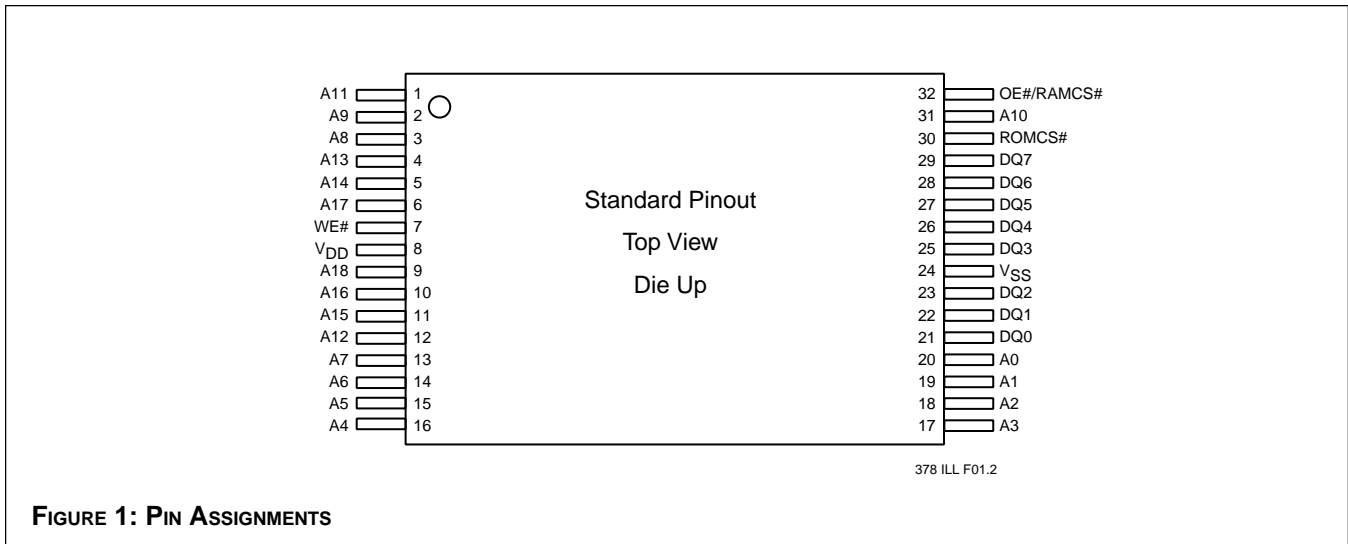 A11 1 32 OE#/RAMCS#
A9 2 31 A10
A8 3 30 ROMCS#
A13 4 29 DQ7
A14 5 28 DQ6
A17 6 27 DQ5
WE# 7 26 DQ4
VDD 8 25 DQ3
A18 9 24 VSS
A16 10 23 DQ2
A15 11 22 DQ1
A12 12 21 DQ0
A7 13 20 A0
A6 14 19 A1
A5 15 18 A2
A4 16 17 A3
Standard Pinout
Top View
Die Up
378 ILL F01.2
FIGURE 1: PIN ASSIGNMENTS